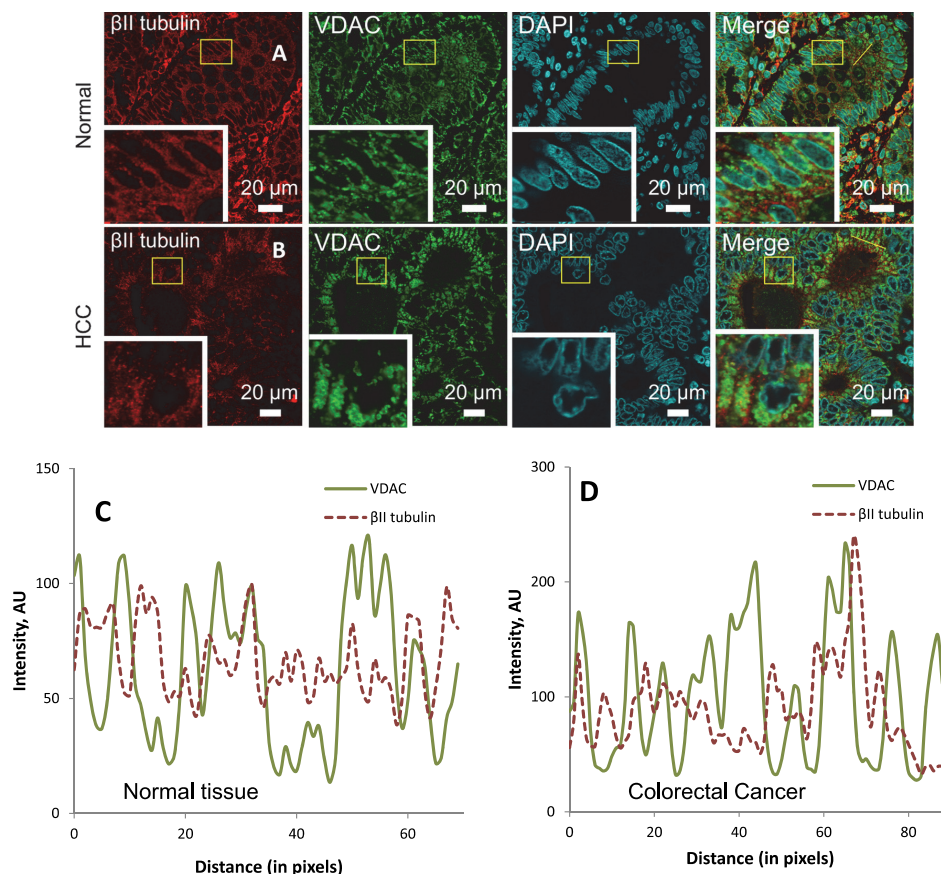 βII tubulin A VDAC DAPI Merge
Normal
20 µm 20 µm 20 µm 20 µm
βII tubulin B VDAC DAPI Merge
HCC
20 µm 20 µm 20 µm 20 µm
C
VDAC
βII tubulin
150
100
50
0
Intensity, AU
Normal tissue
0 20 40 60
Distance (in pixels)
D
VDAC
βII tubulin
300
200
100
0
Intensity, AU
Colorectal Cancer
0 20 40 60 80
Distance (in pixels)